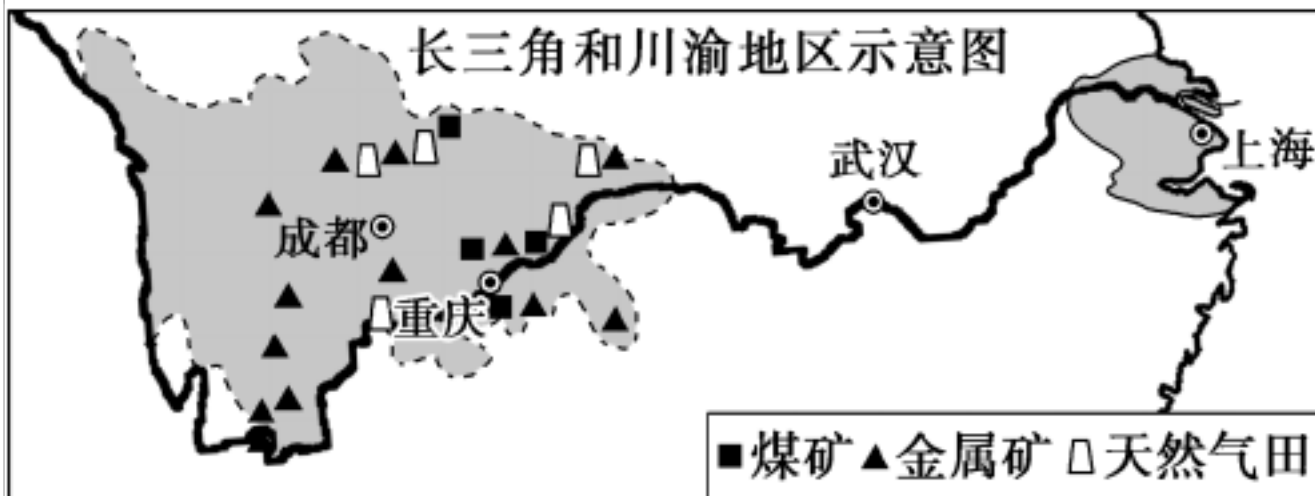 长三角和川渝地区示意图
武汉
上海
成都
重庆
煤矿 金属矿 天然气田